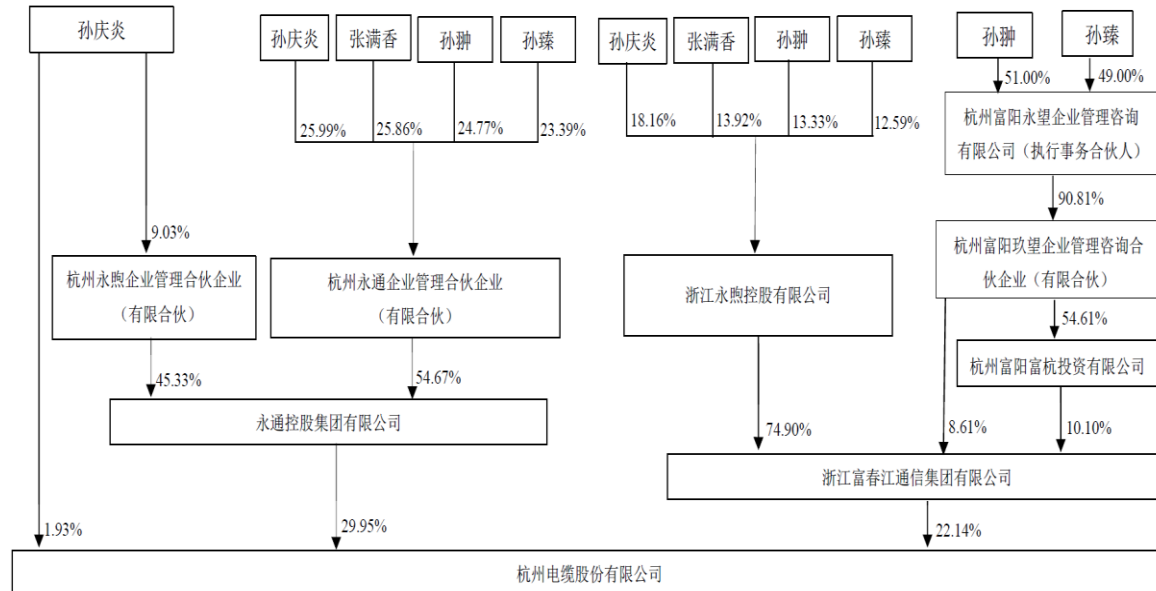 孙庆炎
孙庆炎 张满香 孙翀 孙臻
孙庆炎 张满香 孙翀 孙臻
孙翀 孙臻
51.00% 49.00%
25.99% 25.86% 24.77% 23.39%
18.16% 13.92% 13.33% 12.59%
杭州富阳永望企业管理咨询
有限公司（执行事务合伙人）
90.81%
9.03%
杭州永煦企业管理合伙企业
（有限合伙）
杭州永通企业管理合伙企业
（有限合伙）
浙江永煦控股有限公司
杭州富阳玖望企业管理咨询合
伙企业（有限合伙）
54.61%
杭州富阳富杭投资有限公司
45.33% 54.67%
永通控股集团有限公司
74.90% 8.61% 10.10%
浙江富春江通信集团有限公司
1.93% 29.95% 22.14%
杭州电缆股份有限公司